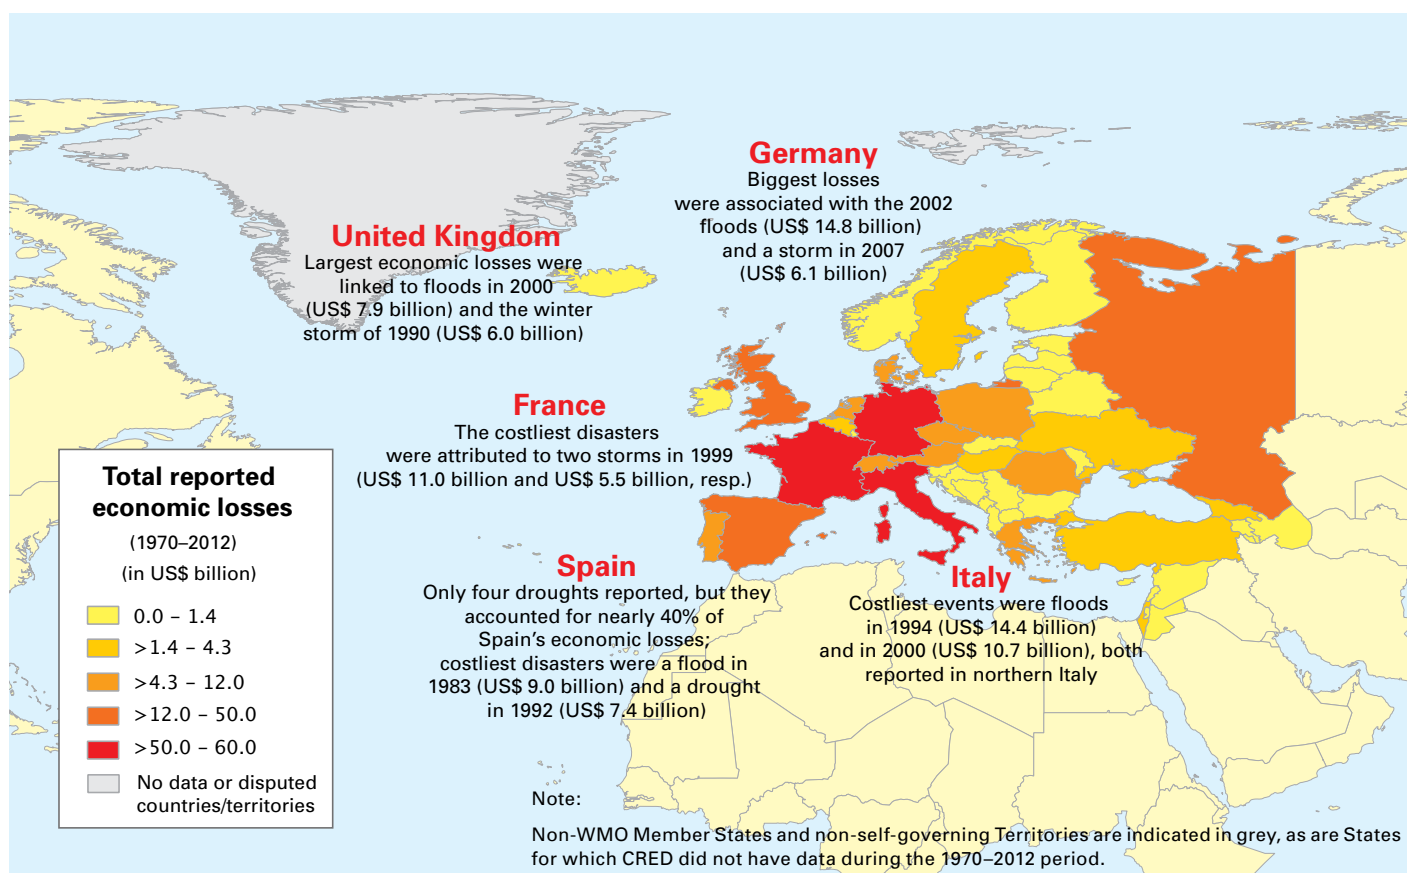 Germany
Biggest losses
were associated with the 2002
floods (US$ 14.8 billion)
and a storm in 2007
(US$ 6.1 billion)
United Kingdom
Largest economic losses were
linked to floods in 2000
(US$ 7.9 billion) and the winter
storm of 1990 (US$ 6.0 billion)
France
The costliest disasters
were attributed to two storms in 1999
(US$ 11.0 billion and US$ 5.5 billion, resp.)
Total reported
economic losses
(1970–2012)
(in US$ billion)
0.0 – 1.4
>1.4 – 4.3
>4.3 – 12.0
>12.0 – 50.0
>50.0 – 60.0
No data or disputed
countries/territories
Spain
Only four droughts reported, but they
accounted for nearly 40% of
Spain's economic losses;
costliest disasters were a flood in
1983 (US$ 9.0 billion) and a drought
in 1992 (US$ 7.4 billion)
Italy
Costliest events were floods
in 1994 (US$ 14.4 billion)
and in 2000 (US$ 10.7 billion), both
reported in northern Italy
Note:
Non-WMO Member States and non-self-governing Territories are indicated in grey, as are States
for which CRED did not have data during the 1970–2012 period.